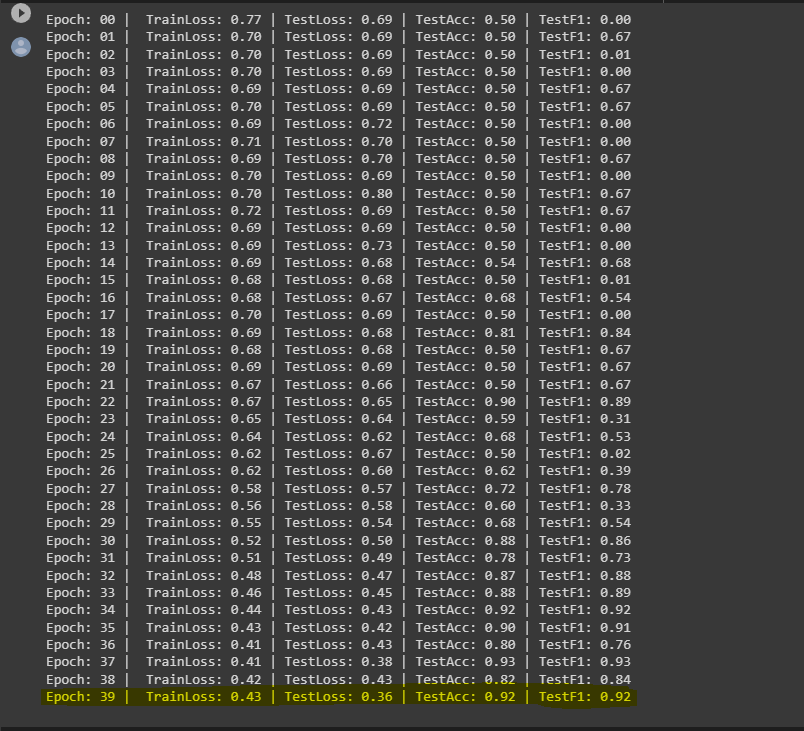 Epoch: 00 |  TrainLoss: 0.77 | TestLoss: 0.69 | TestAcc: 0.50 | TestF1: 0.00
Epoch: 01 |  TrainLoss: 0.70 | TestLoss: 0.69 | TestAcc: 0.50 | TestF1: 0.67
Epoch: 02 |  TrainLoss: 0.70 | TestLoss: 0.69 | TestAcc: 0.50 | TestF1: 0.01
Epoch: 03 |  TrainLoss: 0.70 | TestLoss: 0.69 | TestAcc: 0.50 | TestF1: 0.00
Epoch: 04 |  TrainLoss: 0.69 | TestLoss: 0.69 | TestAcc: 0.50 | TestF1: 0.67
Epoch: 05 |  TrainLoss: 0.70 | TestLoss: 0.69 | TestAcc: 0.50 | TestF1: 0.67
Epoch: 06 |  TrainLoss: 0.69 | TestLoss: 0.72 | TestAcc: 0.50 | TestF1: 0.00
Epoch: 07 |  TrainLoss: 0.71 | TestLoss: 0.70 | TestAcc: 0.50 | TestF1: 0.00
Epoch: 08 |  TrainLoss: 0.69 | TestLoss: 0.70 | TestAcc: 0.50 | TestF1: 0.67
Epoch: 09 |  TrainLoss: 0.70 | TestLoss: 0.69 | TestAcc: 0.50 | TestF1: 0.00
Epoch: 10 |  TrainLoss: 0.70 | TestLoss: 0.80 | TestAcc: 0.50 | TestF1: 0.67
Epoch: 11 |  TrainLoss: 0.72 | TestLoss: 0.69 | TestAcc: 0.50 | TestF1: 0.67
Epoch: 12 |  TrainLoss: 0.69 | TestLoss: 0.69 | TestAcc: 0.50 | TestF1: 0.00
Epoch: 13 |  TrainLoss: 0.69 | TestLoss: 0.73 | TestAcc: 0.50 | TestF1: 0.00
Epoch: 14 |  TrainLoss: 0.69 | TestLoss: 0.68 | TestAcc: 0.54 | TestF1: 0.68
Epoch: 15 |  TrainLoss: 0.68 | TestLoss: 0.68 | TestAcc: 0.50 | TestF1: 0.01
Epoch: 16 |  TrainLoss: 0.68 | TestLoss: 0.67 | TestAcc: 0.68 | TestF1: 0.54
Epoch: 17 |  TrainLoss: 0.70 | TestLoss: 0.69 | TestAcc: 0.50 | TestF1: 0.00
Epoch: 18 |  TrainLoss: 0.69 | TestLoss: 0.68 | TestAcc: 0.81 | TestF1: 0.84
Epoch: 19 |  TrainLoss: 0.68 | TestLoss: 0.68 | TestAcc: 0.50 | TestF1: 0.67
Epoch: 20 |  TrainLoss: 0.69 | TestLoss: 0.69 | TestAcc: 0.50 | TestF1: 0.67
Epoch: 21 |  TrainLoss: 0.67 | TestLoss: 0.66 | TestAcc: 0.50 | TestF1: 0.67
Epoch: 22 |  TrainLoss: 0.67 | TestLoss: 0.65 | TestAcc: 0.90 | TestF1: 0.89
Epoch: 23 |  TrainLoss: 0.65 | TestLoss: 0.64 | TestAcc: 0.59 | TestF1: 0.31
Epoch: 24 |  TrainLoss: 0.64 | TestLoss: 0.62 | TestAcc: 0.68 | TestF1: 0.53
Epoch: 25 |  TrainLoss: 0.62 | TestLoss: 0.67 | TestAcc: 0.50 | TestF1: 0.02
Epoch: 26 |  TrainLoss: 0.62 | TestLoss: 0.60 | TestAcc: 0.62 | TestF1: 0.39
Epoch: 27 |  TrainLoss: 0.58 | TestLoss: 0.57 | TestAcc: 0.72 | TestF1: 0.78
Epoch: 28 |  TrainLoss: 0.56 | TestLoss: 0.58 | TestAcc: 0.60 | TestF1: 0.33
Epoch: 29 |  TrainLoss: 0.55 | TestLoss: 0.54 | TestAcc: 0.68 | TestF1: 0.54
Epoch: 30 |  TrainLoss: 0.52 | TestLoss: 0.50 | TestAcc: 0.88 | TestF1: 0.86
Epoch: 31 |  TrainLoss: 0.51 | TestLoss: 0.49 | TestAcc: 0.78 | TestF1: 0.73
Epoch: 32 |  TrainLoss: 0.48 | TestLoss: 0.47 | TestAcc: 0.87 | TestF1: 0.88
Epoch: 33 |  TrainLoss: 0.46 | TestLoss: 0.45 | TestAcc: 0.88 | TestF1: 0.89
Epoch: 34 |  TrainLoss: 0.44 | TestLoss: 0.43 | TestAcc: 0.92 | TestF1: 0.92
Epoch: 35 |  TrainLoss: 0.43 | TestLoss: 0.42 | TestAcc: 0.90 | TestF1: 0.91
Epoch: 36 |  TrainLoss: 0.41 | TestLoss: 0.43 | TestAcc: 0.80 | TestF1: 0.76
Epoch: 37 |  TrainLoss: 0.41 | TestLoss: 0.38 | TestAcc: 0.93 | TestF1: 0.93
Epoch: 38 |  TrainLoss: 0.42 | TestLoss: 0.43 | TestAcc: 0.82 | TestF1: 0.84
Epoch: 39 |  TrainLoss: 0.43 | TestLoss: 0.36 | TestAcc: 0.92 | TestF1: 0.92